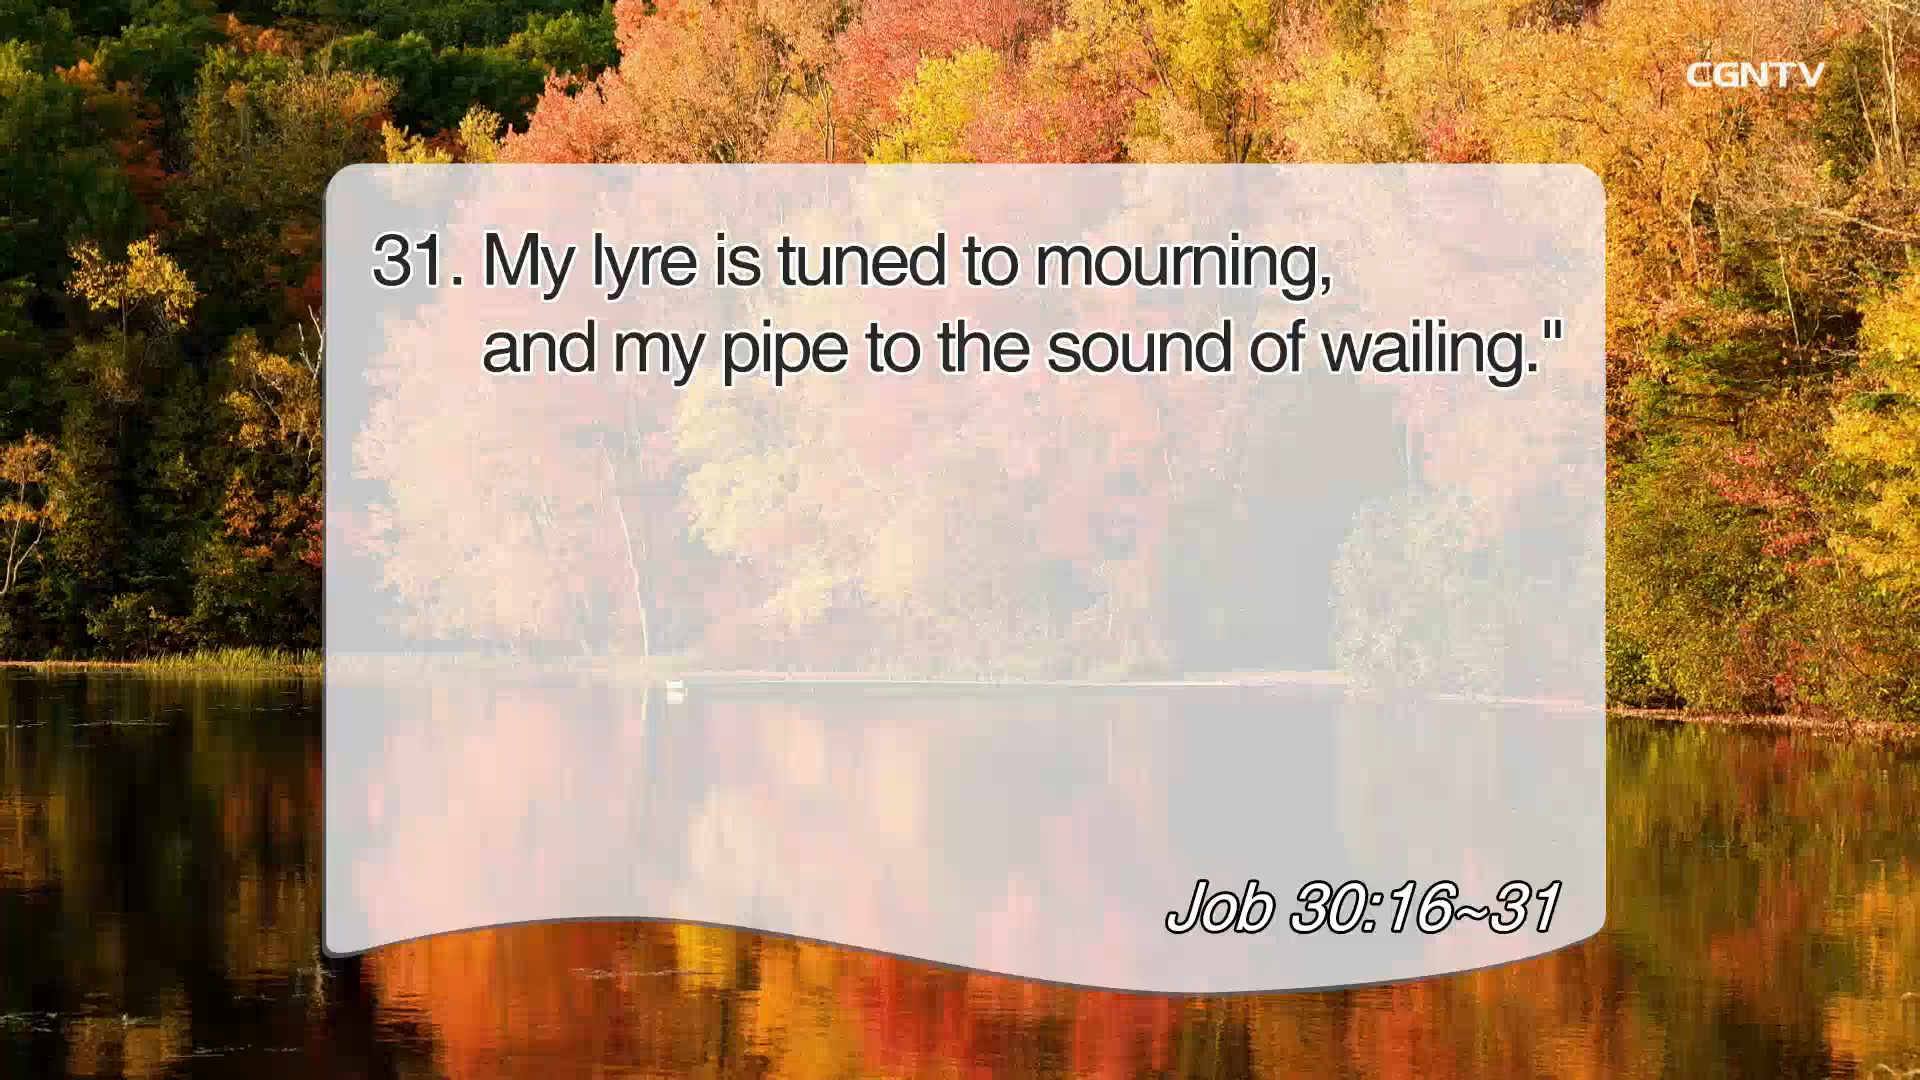 CGNTV
31. My lyre is tuned to mourning,
and my pipe to the sound of wailing."
Job 30:16~31